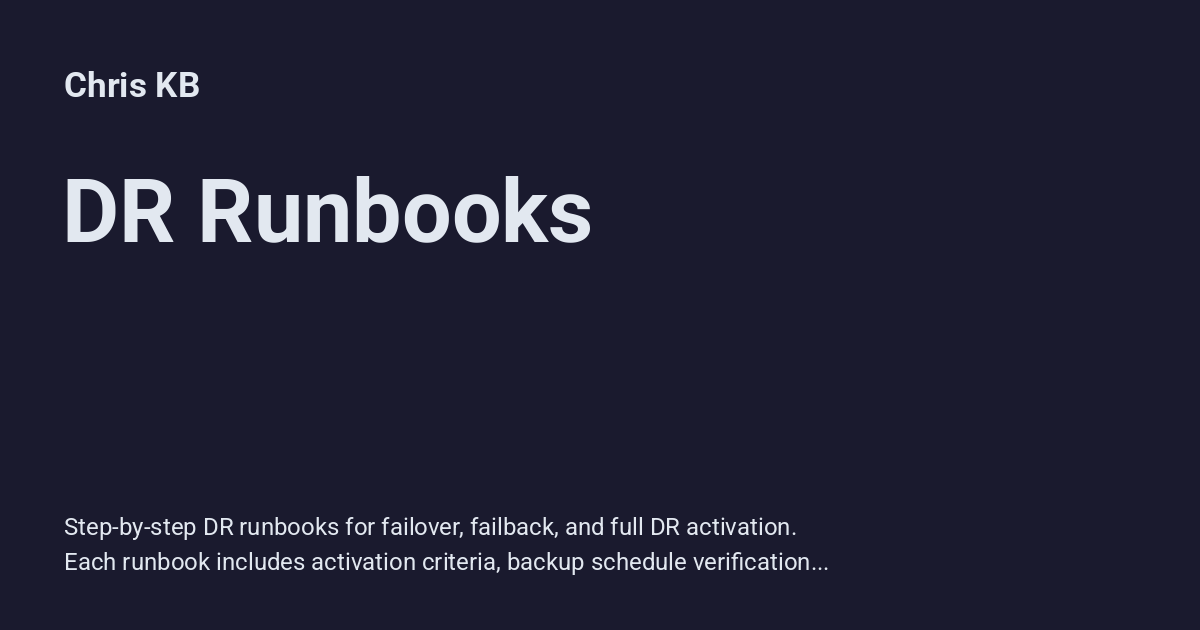 Chris KB
DR Runbooks
Step-by-step DR runbooks for failover, failback, and full DR activation.
Each runbook includes activation criteria, backup schedule verification...